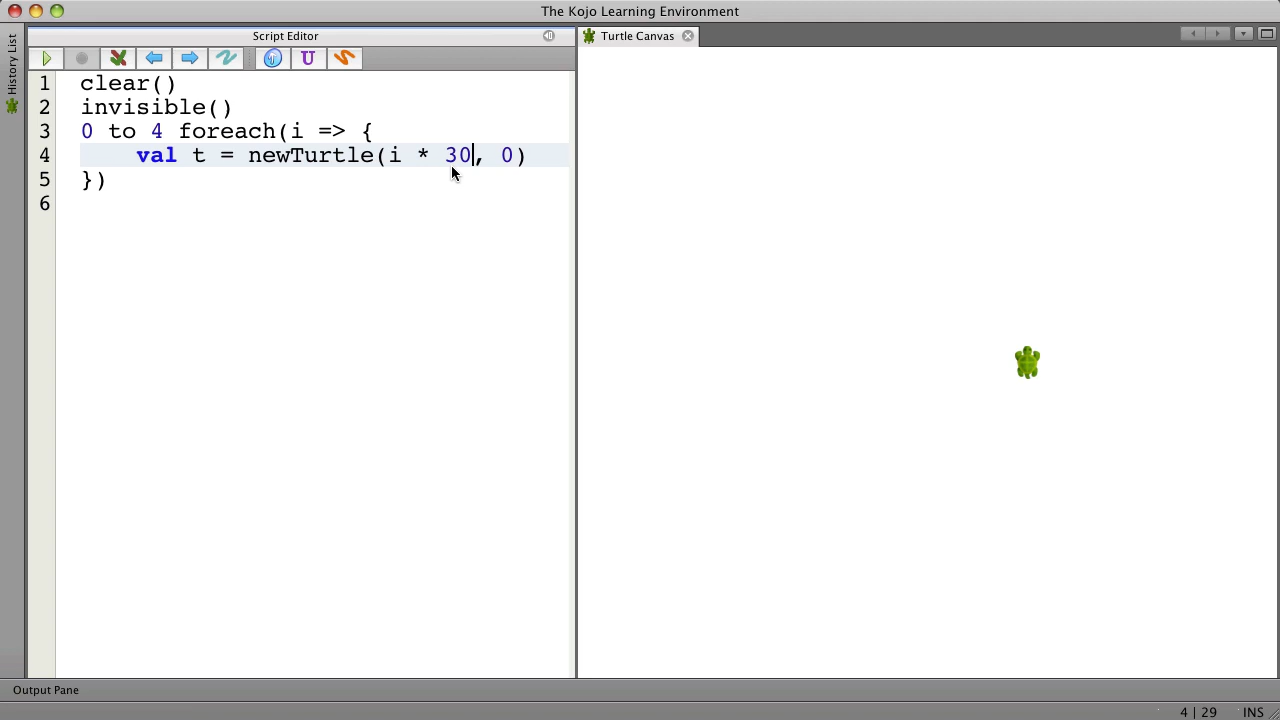 The Kojo Learning Environment
History List
Script Editor
Turtle Canvas
1 clear()
2 invisible()
3 0 to 4 foreach(i => {
4 val t = newTurtle(i * 30, 0)
5 })
6
Output Pane
4 | 29 INS